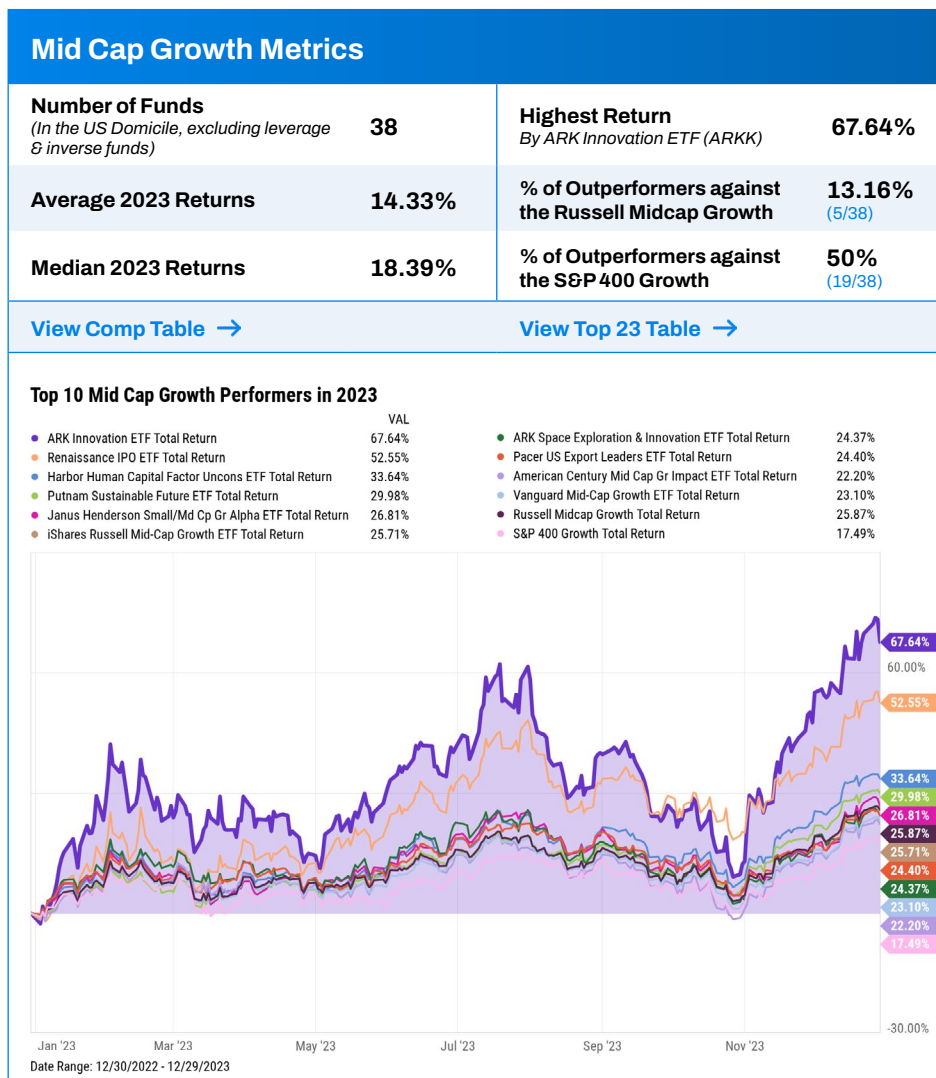 Mid Cap Growth Metrics
Number of Funds
(In the US Domicile, excluding leverage
& inverse funds)
38
Highest Return
By ARK Innovation ETF (ARKK)
67.64%
Average 2023 Returns
14.33%
% of Outperformers against
the Russell Midcap Growth
13.16%
(5/38)
Median 2023 Returns
18.39%
% of Outperformers against
the S&P 400 Growth
50%
(19/38)
View Comp Table →
View Top 23 Table →
Top 10 Mid Cap Growth Performers in 2023
VAL
ARK Innovation ETF Total Return 67.64%
Renaissance IPO ETF Total Return 52.55%
Harbor Human Capital Factor Uncons ETF Total Return 33.64%
Putnam Sustainable Future ETF Total Return 29.98%
Janus Henderson Small/Md Cp Gr Alpha ETF Total Return 26.81%
iShares Russell Mid-Cap Growth ETF Total Return 25.71%
ARK Space Exploration & Innovation ETF Total Return 24.37%
Pacer US Export Leaders ETF Total Return 24.40%
American Century Mid Cap Gr Impact ETF Total Return 22.20%
Vanguard Mid-Cap Growth ETF Total Return 23.10%
Russell Midcap Growth Total Return 25.87%
S&P 400 Growth Total Return 17.49%
67.64%
60.00%
52.55%
33.64%
29.98%
26.81%
25.87%
25.71%
24.40%
24.37%
23.10%
22.20%
17.49%
-30.00%
Jan '23
Mar '23
May '23
Jul '23
Sep '23
Nov '23
Date Range: 12/30/2022 - 12/29/2023